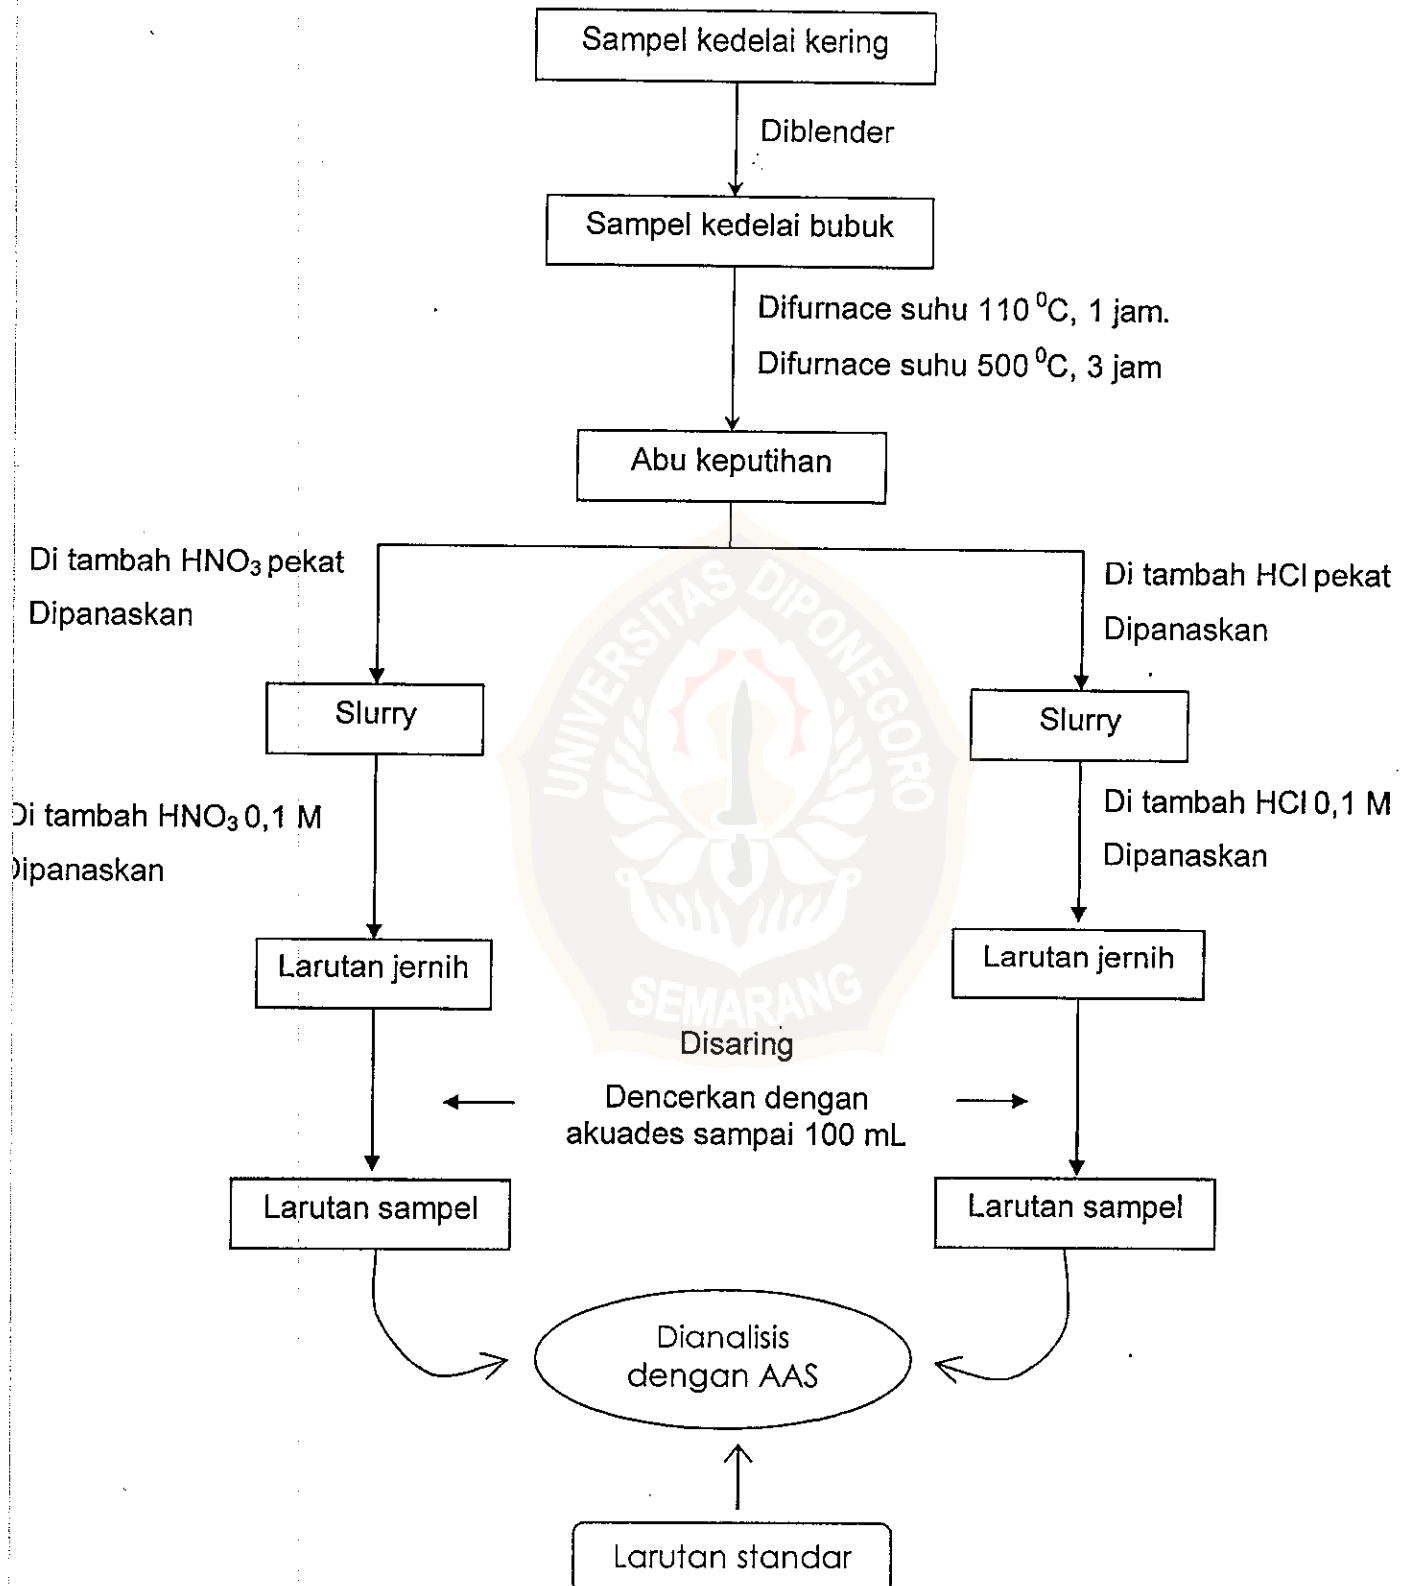 Sampel kedelai kering
Diblender
Sampel kedelai bubuk
Difurnace suhu 110 ⁰C, 1 jam.
Difurnace suhu 500 ⁰C, 3 jam
Abu keputihan
Di tambah HNO₃ pekat
Dipanaskan
Di tambah HCl pekat
Dipanaskan
UNIVERSITAS DIPONEGORO
Slurry
Slurry
Di tambah HNO₃ 0,1 M
Dipanaskan
Di tambah HCl 0,1 M
Dipanaskan
Larutan jernih
Larutan jernih
SEMARANG
Disaring
Dencerkan dengan
akuades sampai 100 mL
Larutan sampel
Larutan sampel
Dianalisis
dengan AAS
Larutan standar